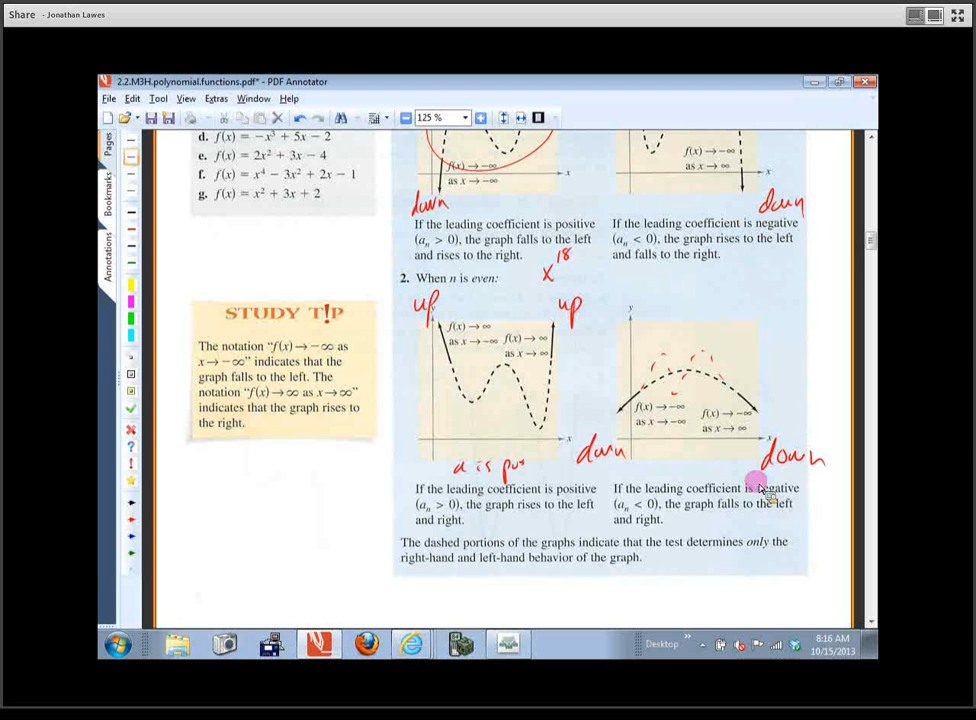 Share - Jonathan Lawes
2.2.M3H.polynomial.functions.pdf* - PDF Annotator
File Edit Tool View Extras Window Help
125 %
Pages
Bookmarks
Annotations
d. f(x) = −x³ + 5x − 2
e. f(x) = 2x² + 3x − 4
f. f(x) = x⁴ − 3x² + 2x − 1
g. f(x) = x² + 3x + 2
f(x) → −∞
as x → −∞
x
down
If the leading coefficient is positive
(aₙ > 0), the graph falls to the left
and rises to the right.
f(x) → −∞
as x → ∞
x
down
If the leading coefficient is negative
(aₙ < 0), the graph rises to the left
and falls to the right.
2. When n is even:
x¹⁸
up
y
up
f(x) → ∞
as x → −∞
f(x) → ∞
as x → ∞
x
a is pos
If the leading coefficient is positive
(aₙ > 0), the graph rises to the left
and right.
y
f(x) → −∞
as x → −∞
f(x) → −∞
as x → ∞
x
down
down
If the leading coefficient is negative
(aₙ < 0), the graph falls to the left
and right.
The dashed portions of the graphs indicate that the test determines only the
right-hand and left-hand behavior of the graph.
STUDY T!P
The notation “f(x) → −∞ as
x → −∞” indicates that the
graph falls to the left. The
notation “f(x) → ∞ as x → ∞”
indicates that the graph rises to
the right.
Desktop
8:16 AM
10/15/2013